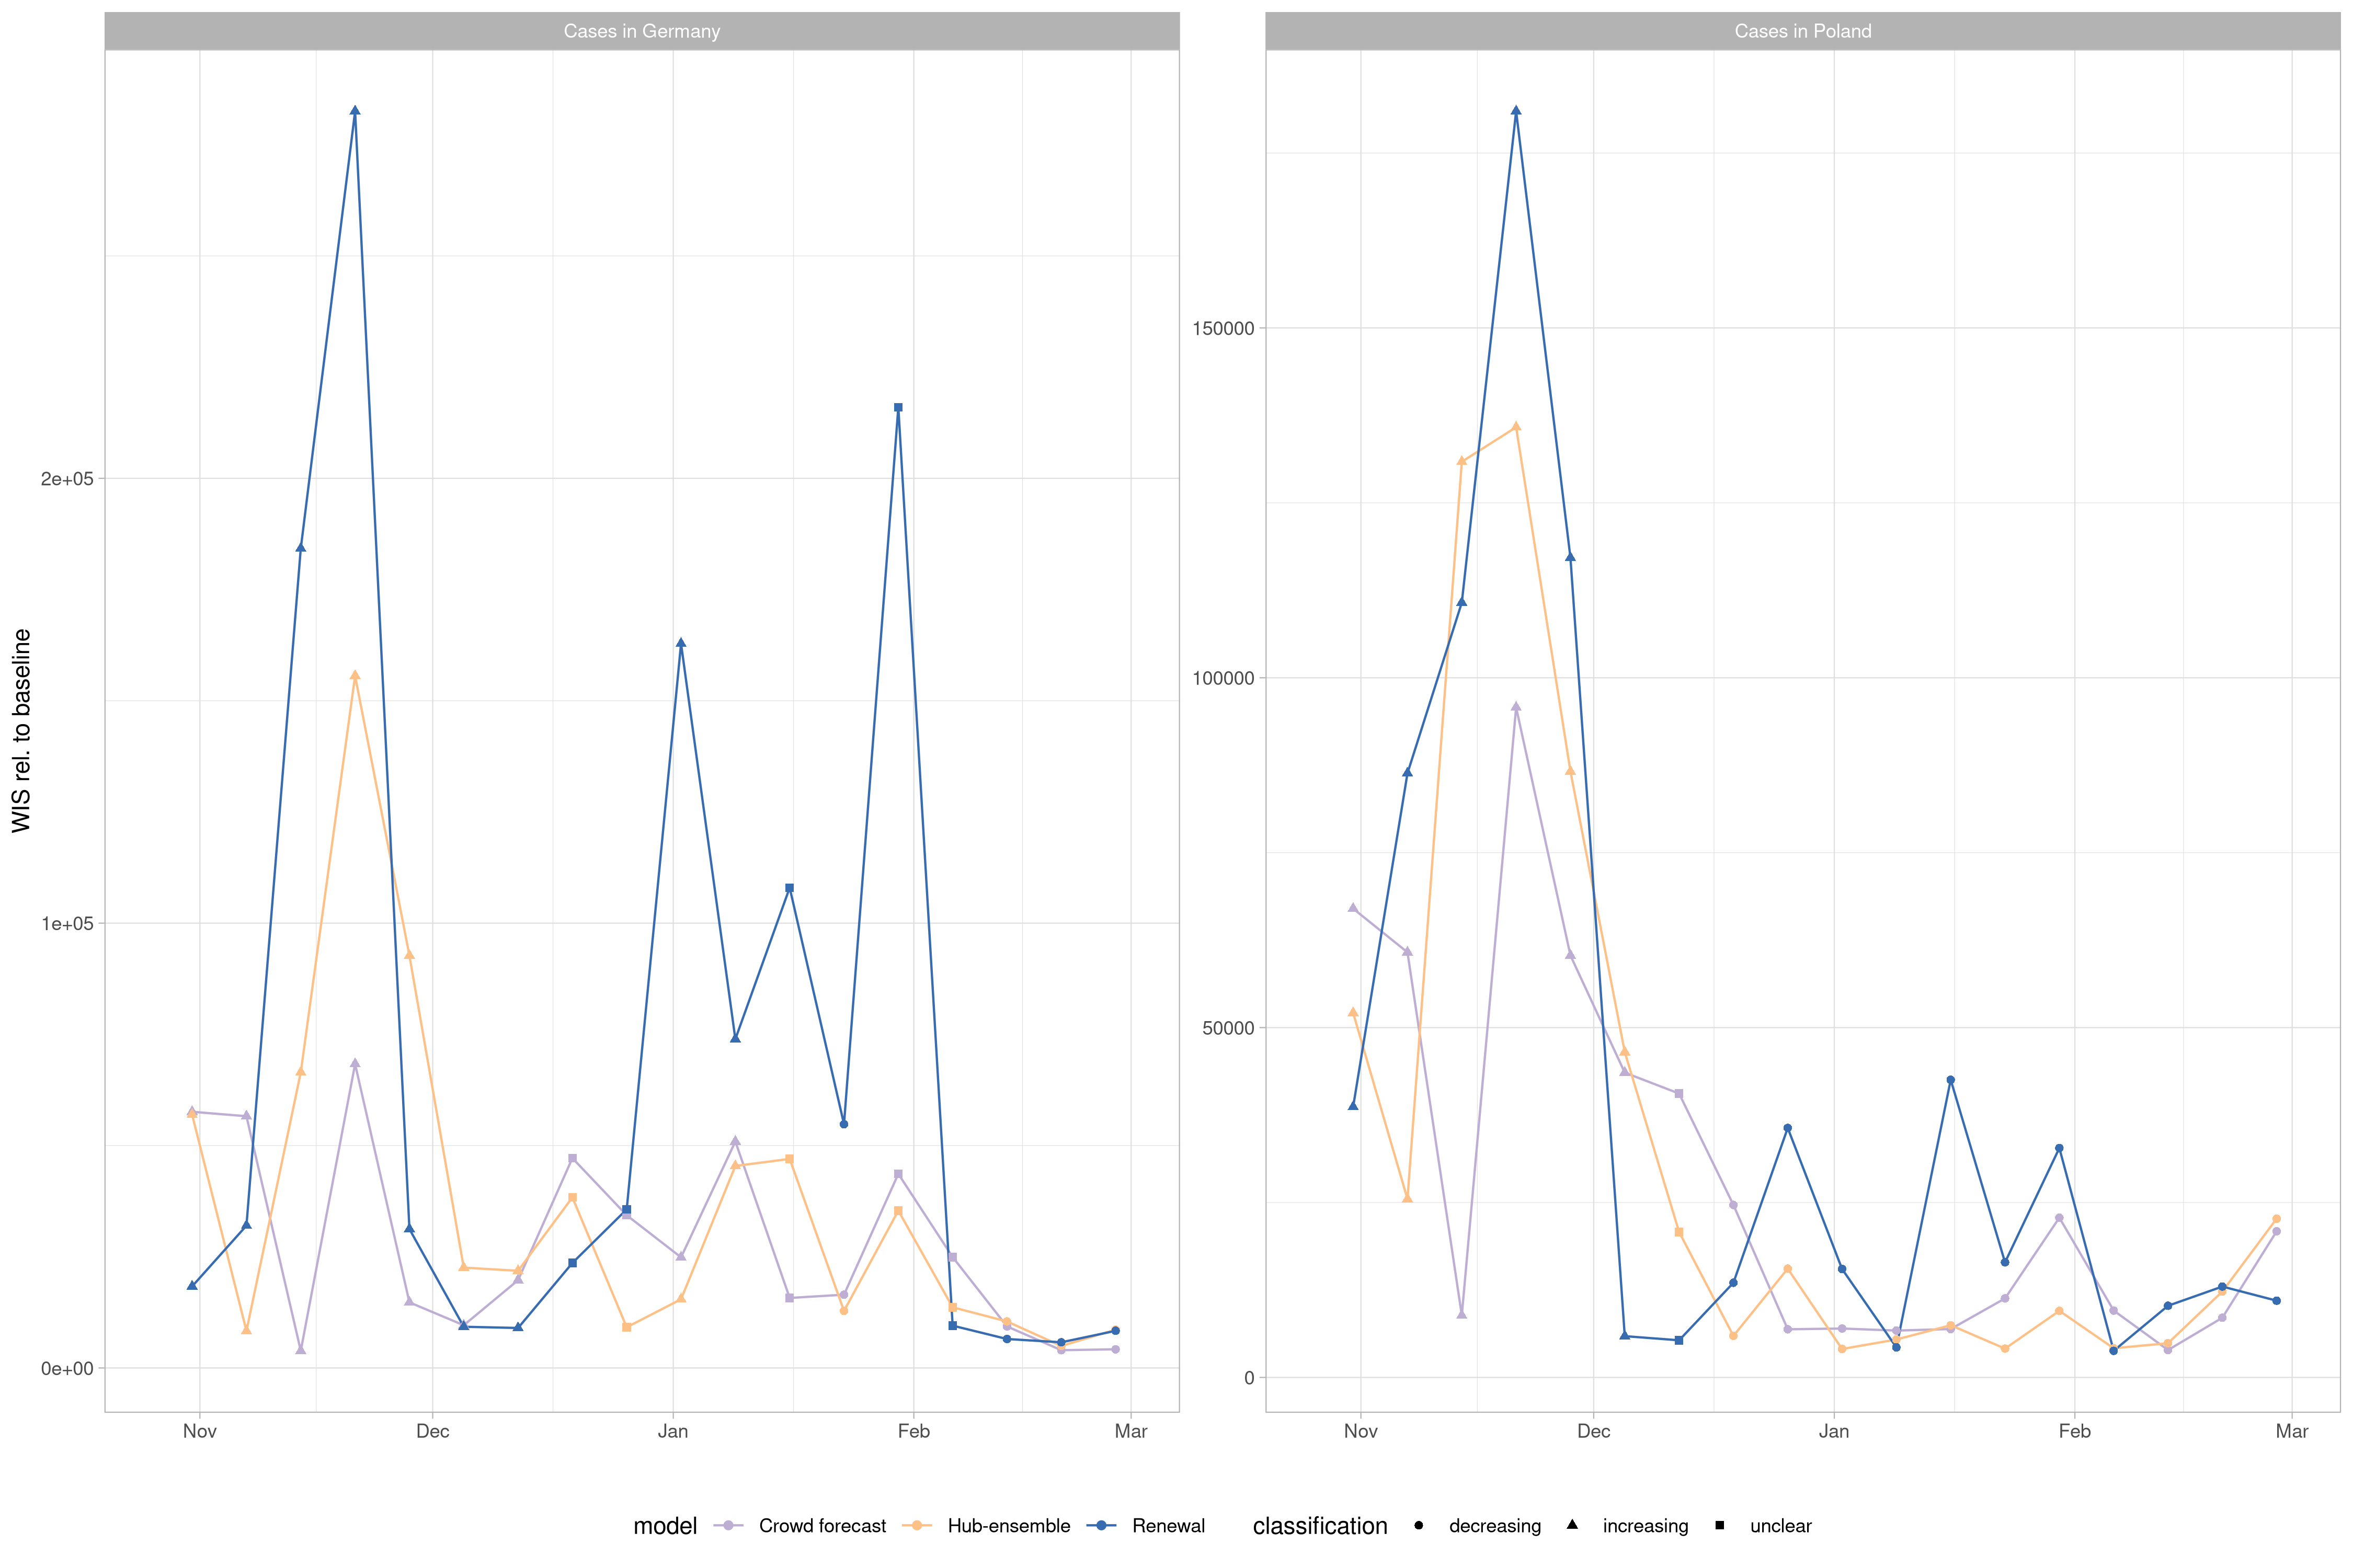 Cases in Germany
Cases in Poland
WIS rel. to baseline
2e+05
1e+05
0e+00
150000
100000
50000
0
Nov Dec Jan Feb Mar
Nov Dec Jan Feb Mar
model Crowd forecast Hub-ensemble Renewal classification decreasing increasing unclear